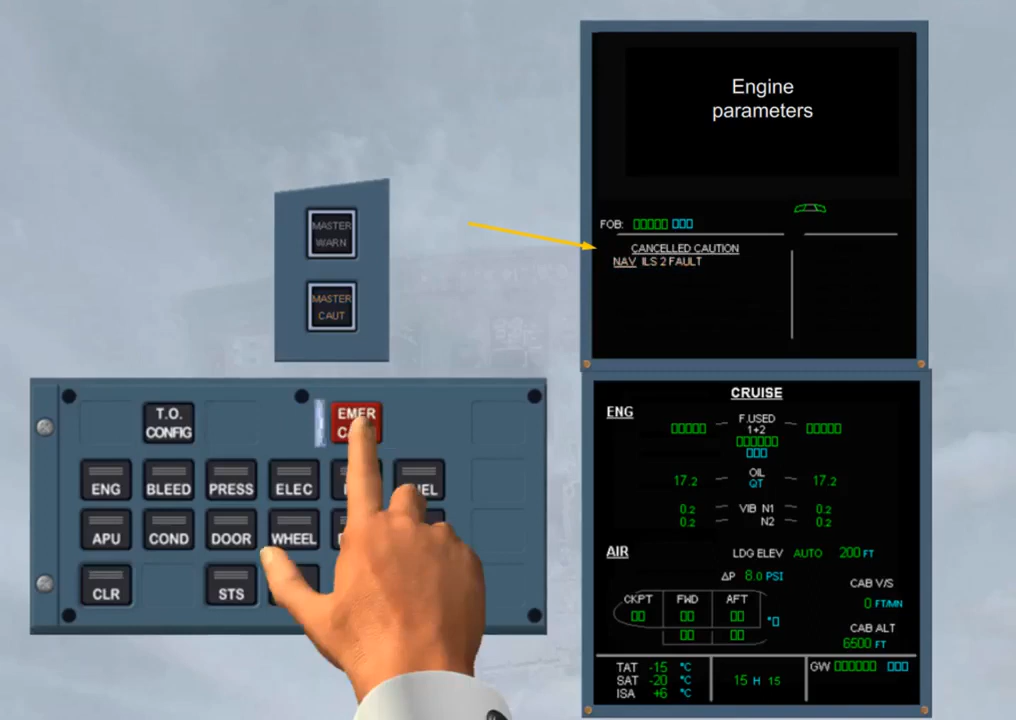 Engine
parameters
FOB:
CANCELLED CAUTION
NAV ILS 2 FAULT
MASTER
WARN
MASTER
CAUT
T.O.
CONFIG
EMER
ENG BLEED PRESS ELEC
APU COND DOOR WHEEL
CLR STS
CRUISE
ENG
F.USED
1+2
OIL
17.2 QT 17.2
0.2 VIB N1 0.2
0.2 N2 0.2
AIR
LDG ELEV AUTO 200 FT
ΔP 8.0 PSI
CAB V/S
CKPT FWD AFT
0 FT/MN
CAB ALT
6500 FT
TAT -15 °C
SAT -20 °C
ISA +6 °C
15 H 15
GW